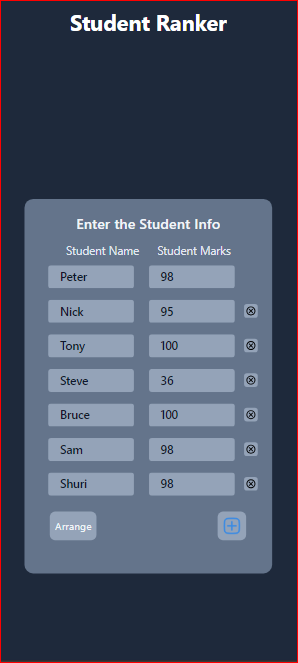 Student Ranker
Enter the Student Info
Student Name Student Marks
Peter 98
Nick 95
Tony 100
Steve 36
Bruce 100
Sam 98
Shuri 98
Arrange